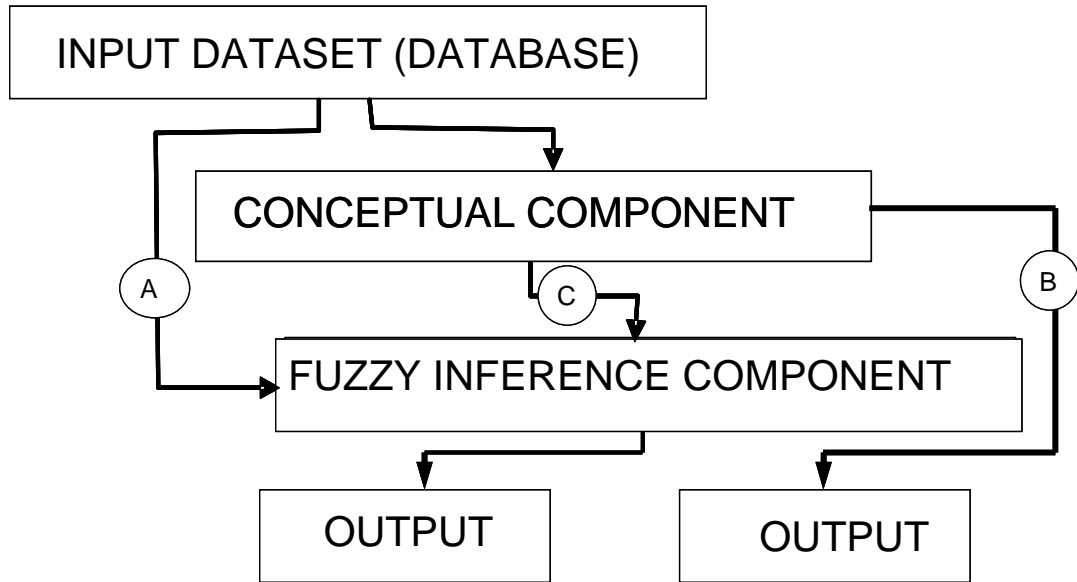 INPUT DATASET (DATABASE)
CONCEPTUAL COMPONENT
A
C
B
FUZZY INFERENCE COMPONENT
OUTPUT
OUTPUT